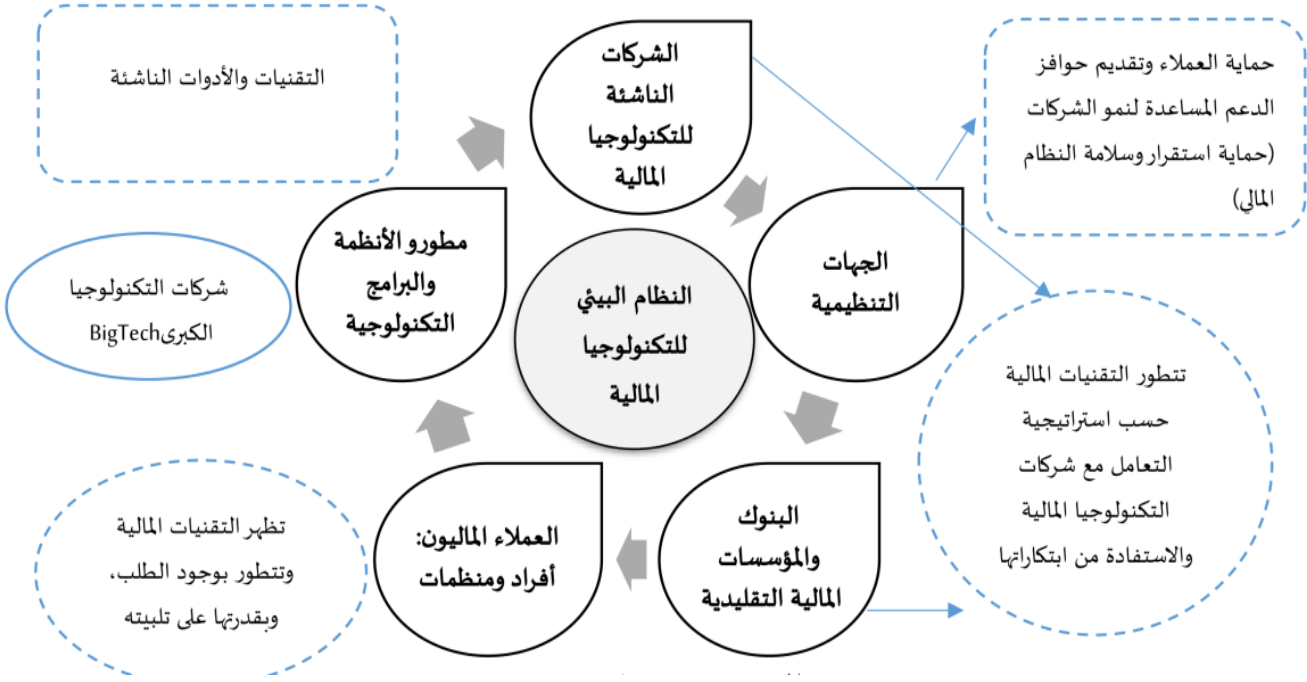 التقنيات والأدوات الناشئة
الشركات
الناشئة
للتكنولوجيا
المالية
حماية العملاء وتقديم حوافز
الدعم المساعدة لنمو الشركات
(حماية استقرار وسلامة النظام
المالي)
مطورو الأنظمة
والبرامج
التكنولوجية
الجهات
التنظيمية
شركات التكنولوجيا
الكبرىBigTech
النظام البيئي
للتكنولوجيا
المالية
تتطور التقنيات المالية
حسب استراتيجية
التعامل مع شركات
التكنولوجيا المالية
والاستفادة من ابتكاراتها
البنوك
والمؤسسات
المالية التقليدية
العملاء الماليون:
أفراد ومنظمات
تظهر التقنيات المالية
وتتطور بوجود الطلب،
وبقدرتها على تلبيته